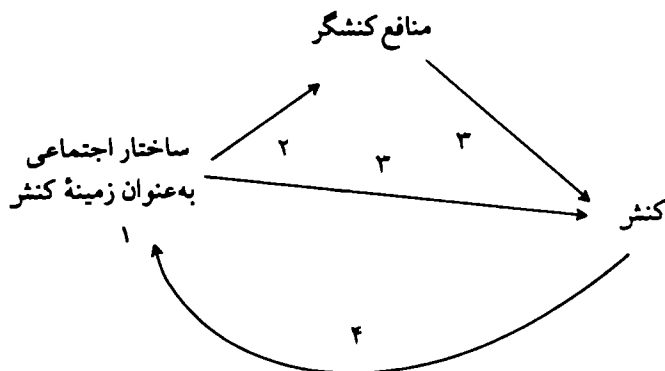 منافع کنشگر
۲
۳
۳
ساختار اجتماعی
به‌عنوان زمینهٔ کنش
۱
کنش
۴